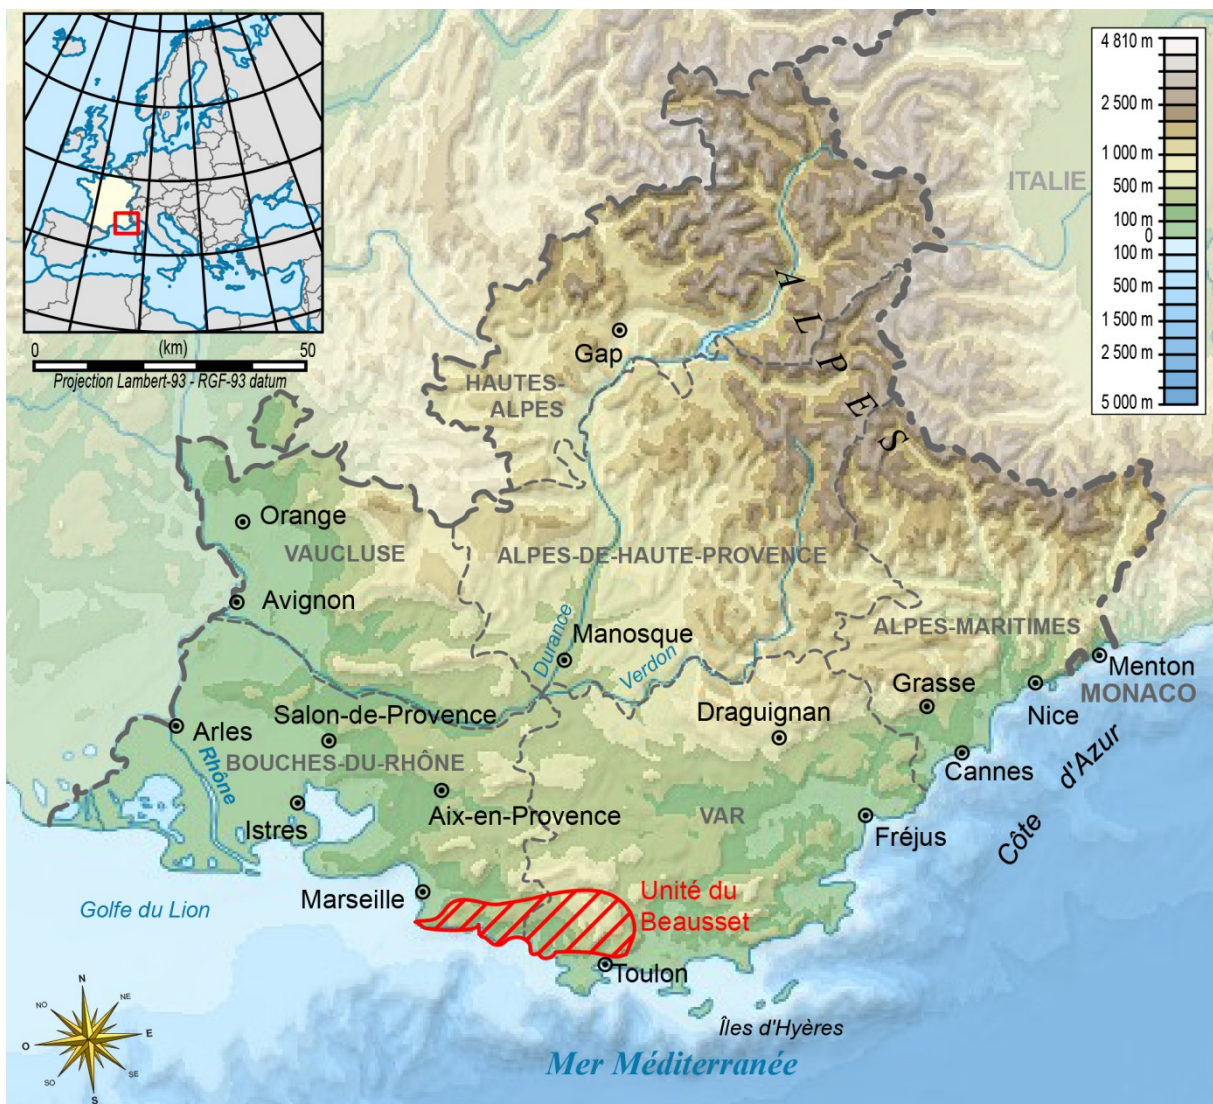 4 810 m
2 500 m
1 000 m
500 m
100 m
0
100 m
500 m
1 500 m
2 500 m
5 000 m
0
(km)
50
Projection Lambert-93 - RGF-93 datum
ITALIE
ALPES
Gap
HAUTES-
ALPES
Orange
VAUCLUSE
ALPES-DE-HAUTE-PROVENCE
Avignon
Durance
Manosque
Verdon
ALPES-MARITIMES
Menton
MONACO
Grasse
Nice
Arles
Salon-de-Provence
Draguignan
Rhône
BOUCHES-DU-RHÔNE
Cannes
Côte d'Azur
Istres
Aix-en-Provence
VAR
Fréjus
Marseille
Unité du
Beausset
Golfe du Lion
Toulon
Îles d'Hyères
Mer Méditerranée
N
NO
NE
O
E
SO
SE
S